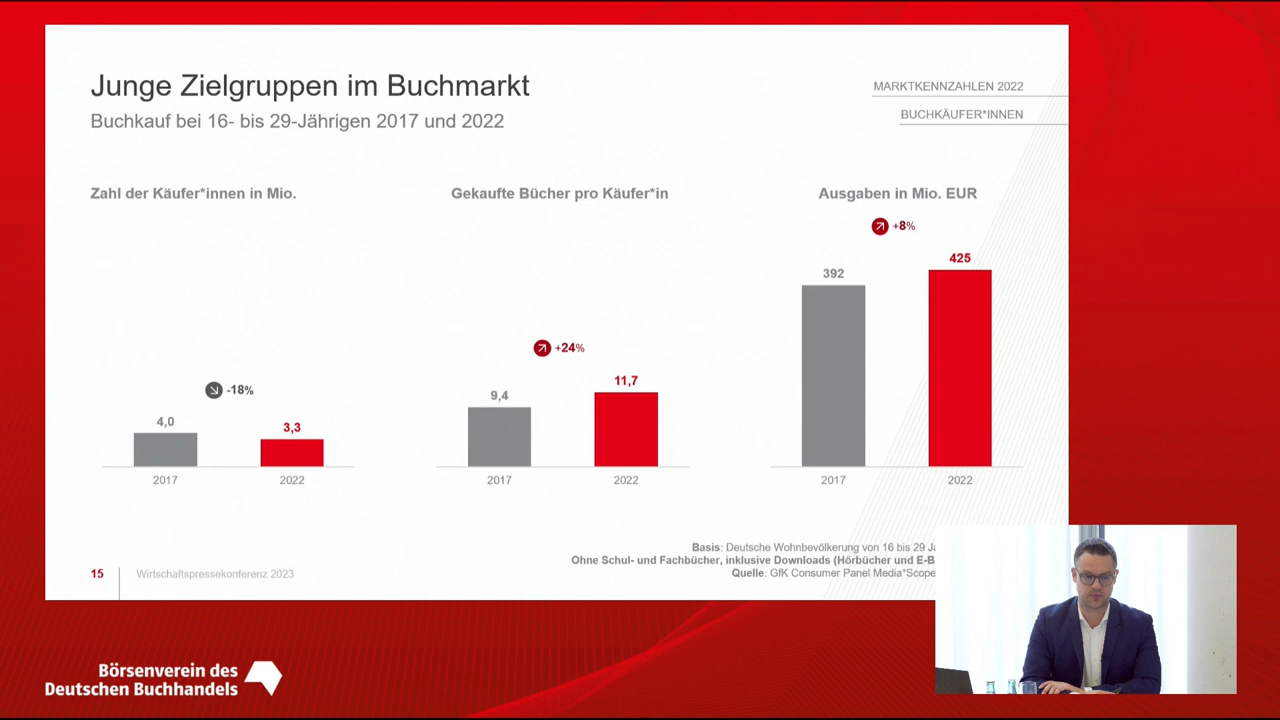 Junge Zielgruppen im Buchmarkt
Buchkauf bei 16- bis 29-Jährigen 2017 und 2022
MARKTKENNZAHLEN 2022
BUCHKÄUFER*INNEN
Zahl der Käufer*innen in Mio.
-18%
4,0
3,3
2017
2022
Gekaufte Bücher pro Käufer*in
+24%
9,4
11,7
2017
2022
Ausgaben in Mio. EUR
+8%
392
425
2017
2022
Basis: Deutsche Wohnbevölkerung von 16 bis 29
Ohne Schul- und Fachbücher, inklusive Downloads (Hörbücher und
Quelle: GfK Consumer Panel Media*Scope
15
Wirtschaftspressekonferenz 2023
Börsenverein des
Deutschen Buchhandels